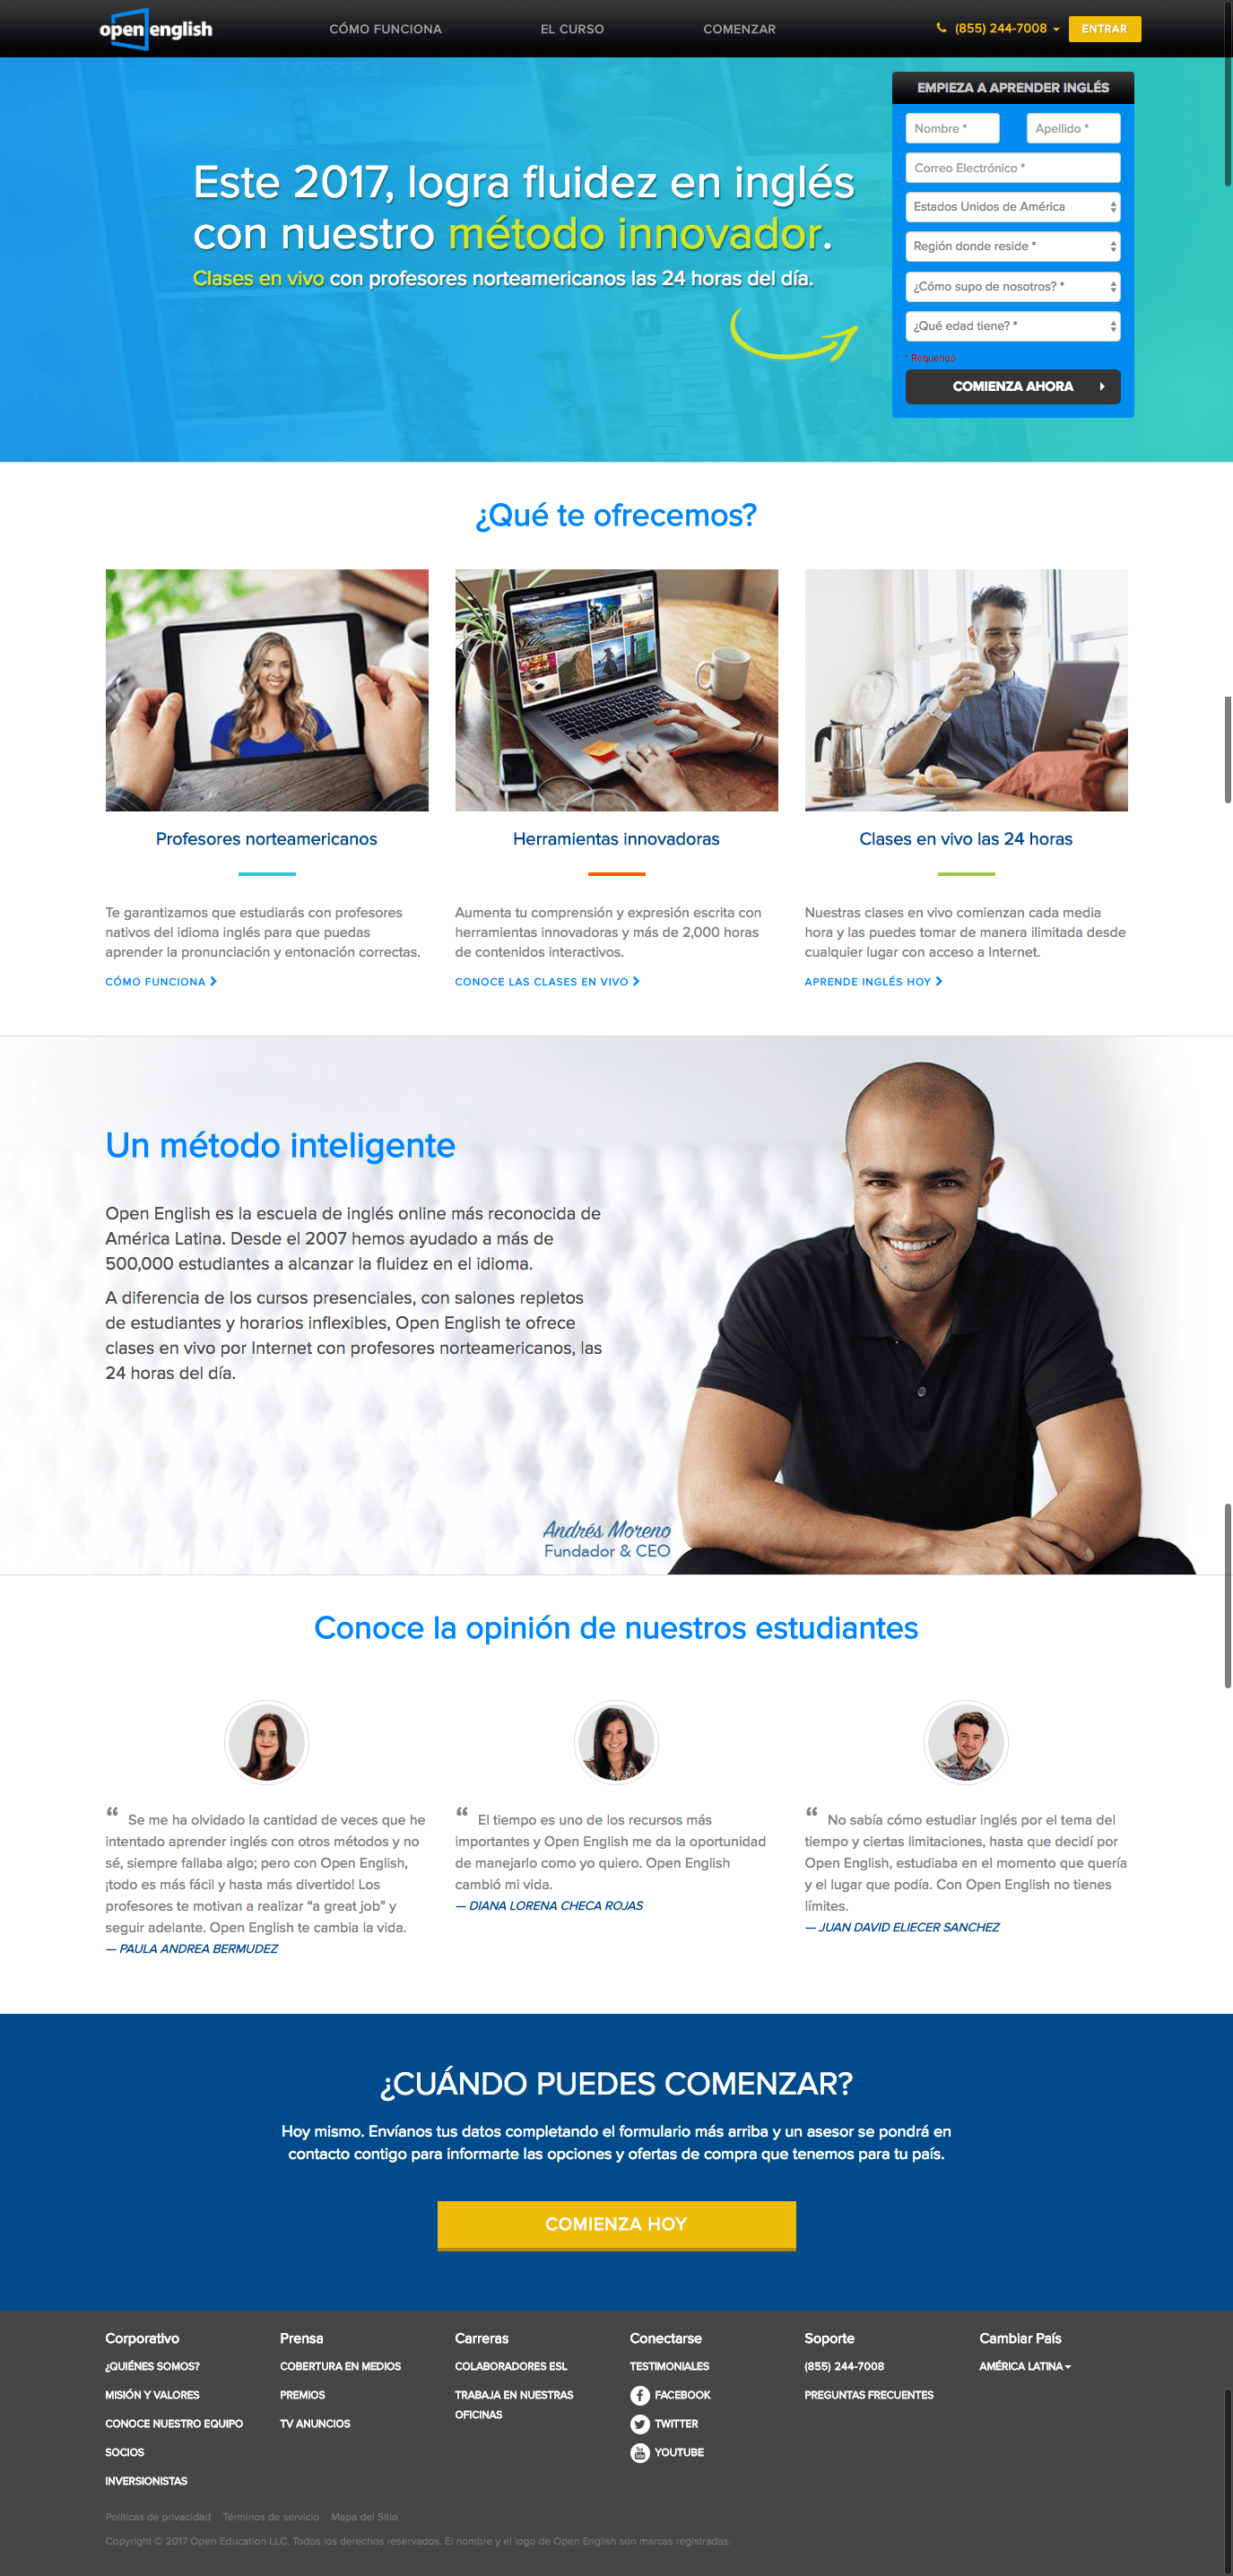 open english
CÓMO FUNCIONA
EL CURSO
COMENZAR
(855) 244-7008
ENTRAR
EMPIEZA A APRENDER INGLÉS
Nombre *
Apellido *
Correo Electrónico *
Estados Unidos de América
Región donde reside *
¿Cómo supo de nosotros? *
¿Qué edad tiene? *
* Requerido
COMIENZA AHORA
Este 2017, logra fluidez en inglés
con nuestro método innovador.
Clases en vivo con profesores norteamericanos las 24 horas del día.
¿Qué te ofrecemos?
Profesores norteamericanos
Te garantizamos que estudiarás con profesores
nativos del idioma inglés para que puedas
aprender la pronunciación y entonación correctas.
CÓMO FUNCIONA
Herramientas innovadoras
Aumenta tu comprensión y expresión escrita con
herramientas innovadoras y más de 2,000 horas
de contenidos interactivos.
CONOCE LAS CLASES EN VIVO
Clases en vivo las 24 horas
Nuestras clases en vivo comienzan cada media
hora y las puedes tomar de manera ilimitada desde
cualquier lugar con acceso a Internet.
APRENDE INGLÉS HOY
Un método inteligente
Open English es la escuela de inglés online más reconocida de
América Latina. Desde el 2007 hemos ayudado a más de
500,000 estudiantes a alcanzar la fluidez en el idioma.
A diferencia de los cursos presenciales, con salones repletos
de estudiantes y horarios inflexibles, Open English te ofrece
clases en vivo por Internet con profesores norteamericanos, las
24 horas del día.
Andrés Moreno
Fundador & CEO
Conoce la opinión de nuestros estudiantes
“ Se me ha olvidado la cantidad de veces que he
intentado aprender inglés con otros métodos y no
sé, siempre fallaba algo; pero con Open English,
¡todo es más fácil y hasta más divertido! Los
profesores te motivan a realizar “a great job” y
seguir adelante. Open English te cambia la vida.
— PAULA ANDREA BERMUDEZ
“ El tiempo es uno de los recursos más
importantes y Open English me da la oportunidad
de manejarlo como yo quiero. Open English
cambió mi vida.
— DIANA LORENA CHECA ROJAS
“ No sabía cómo estudiar inglés por el tema del
tiempo y ciertas limitaciones, hasta que decidí por
Open English, estudiaba en el momento que quería
y el lugar que podía. Con Open English no tienes
límites.
— JUAN DAVID ELIECER SANCHEZ
¿CUÁNDO PUEDES COMENZAR?
Hoy mismo. Envíanos tus datos completando el formulario más arriba y un asesor se pondrá en
contacto contigo para informarte las opciones y ofertas de compra que tenemos para tu país.
COMIENZA HOY
Corporativo
¿QUIÉNES SOMOS?
MISIÓN Y VALORES
CONOCE NUESTRO EQUIPO
SOCIOS
INVERSIONISTAS
Prensa
COBERTURA EN MEDIOS
PREMIOS
TV ANUNCIOS
Carreras
COLABORADORES ESL
TRABAJA EN NUESTRAS
OFICINAS
Conectarse
TESTIMONIALES
FACEBOOK
TWITTER
YOUTUBE
Soporte
(855) 244-7008
PREGUNTAS FRECUENTES
Cambiar País
AMÉRICA LATINA
Políticas de privacidad
Términos de servicio
Mapa del Sitio
Copyright © 2017 Open Education LLC. Todos los derechos reservados. El nombre y el logo de Open English son marcas registradas.